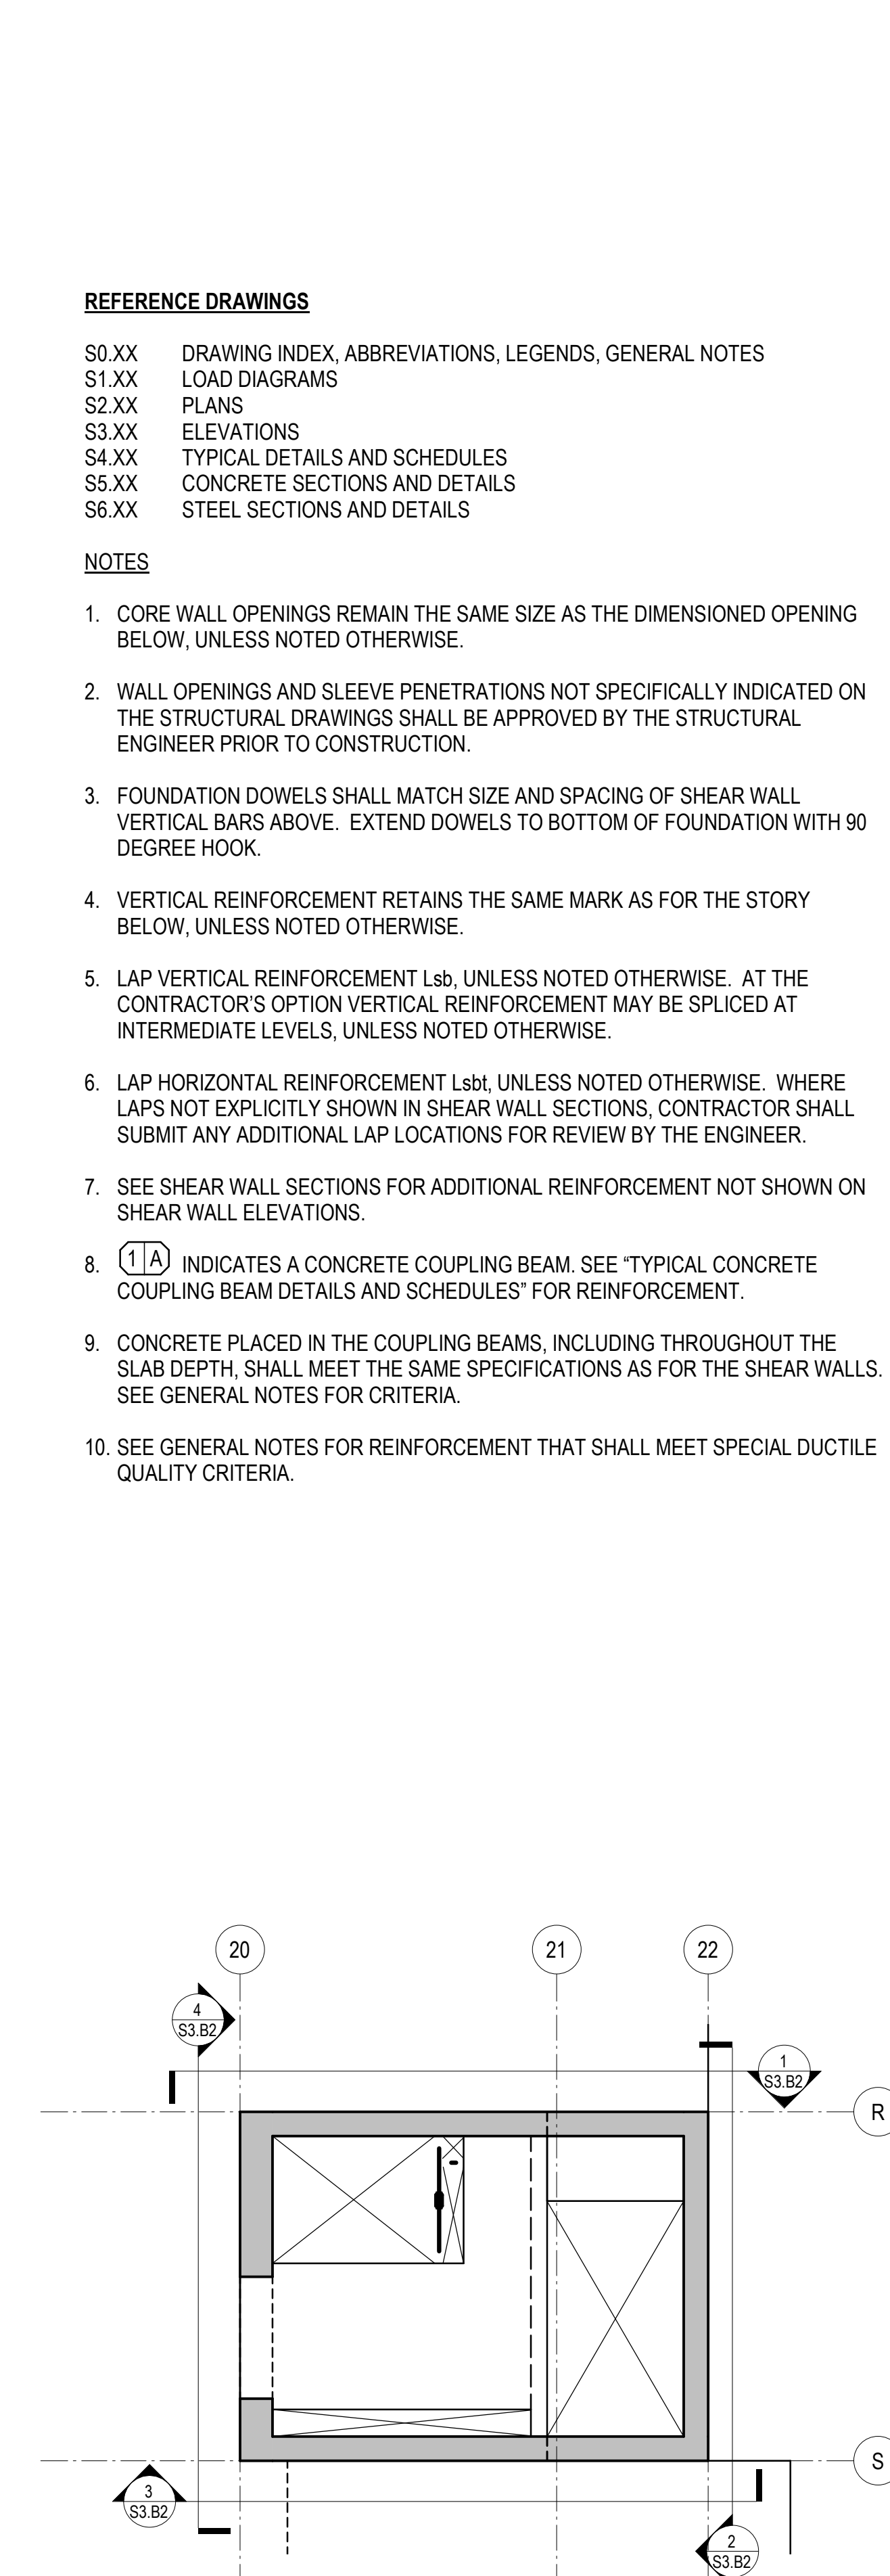 REFERENCE DRAWINGS
S0.XX DRAWING INDEX, ABBREVIATIONS, LEGENDS, GENERAL NOTES
S1.XX LOAD DIAGRAMS
S2.XX PLANS
S3.XX ELEVATIONS
S4.XX TYPICAL DETAILS AND SCHEDULES
S5.XX CONCRETE SECTIONS AND DETAILS
S6.XX STEEL SECTIONS AND DETAILS
NOTES
1. CORE WALL OPENINGS REMAIN THE SAME SIZE AS THE DIMENSIONED OPENING
BELOW, UNLESS NOTED OTHERWISE.
2. WALL OPENINGS AND SLEEVE PENETRATIONS NOT SPECIFICALLY INDICATED ON
THE STRUCTURAL DRAWINGS SHALL BE APPROVED BY THE STRUCTURAL
ENGINEER PRIOR TO CONSTRUCTION.
3. FOUNDATION DOWELS SHALL MATCH SIZE AND SPACING OF SHEAR WALL
VERTICAL BARS ABOVE. EXTEND DOWELS TO BOTTOM OF FOUNDATION WITH 90
DEGREE HOOK.
4. VERTICAL REINFORCEMENT RETAINS THE SAME MARK AS FOR THE STORY
BELOW, UNLESS NOTED OTHERWISE.
5. LAP VERTICAL REINFORCEMENT Lsb, UNLESS NOTED OTHERWISE. AT THE
CONTRACTOR'S OPTION VERTICAL REINFORCEMENT MAY BE SPLICED AT
INTERMEDIATE LEVELS, UNLESS NOTED OTHERWISE.
6. LAP HORIZONTAL REINFORCEMENT Lsbt, UNLESS NOTED OTHERWISE. WHERE
LAPS NOT EXPLICITLY SHOWN IN SHEAR WALL SECTIONS, CONTRACTOR SHALL
SUBMIT ANY ADDITIONAL LAP LOCATIONS FOR REVIEW BY THE ENGINEER.
7. SEE SHEAR WALL SECTIONS FOR ADDITIONAL REINFORCEMENT NOT SHOWN ON
SHEAR WALL ELEVATIONS.
8. 1 A INDICATES A CONCRETE COUPLING BEAM. SEE “TYPICAL CONCRETE
COUPLING BEAM DETAILS AND SCHEDULES” FOR REINFORCEMENT.
9. CONCRETE PLACED IN THE COUPLING BEAMS, INCLUDING THROUGHOUT THE
SLAB DEPTH, SHALL MEET THE SAME SPECIFICATIONS AS FOR THE SHEAR WALLS.
SEE GENERAL NOTES FOR CRITERIA.
10. SEE GENERAL NOTES FOR REINFORCEMENT THAT SHALL MEET SPECIAL DUCTILE
QUALITY CRITERIA.
20 21 22
4
S3.B2
1
S3.B2
R
S
3
S3.B2
2
S3.B2